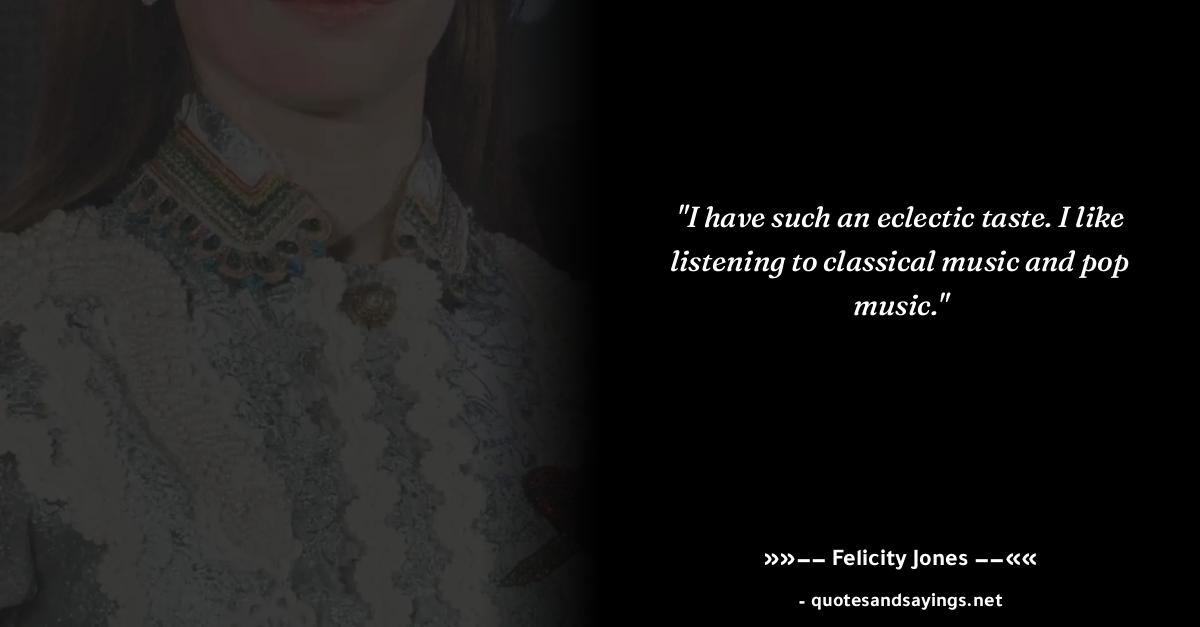 "I have such an eclectic taste. I like
listening to classical music and pop
music."
»»–– Felicity Jones ––««
- quotesandsayings.net